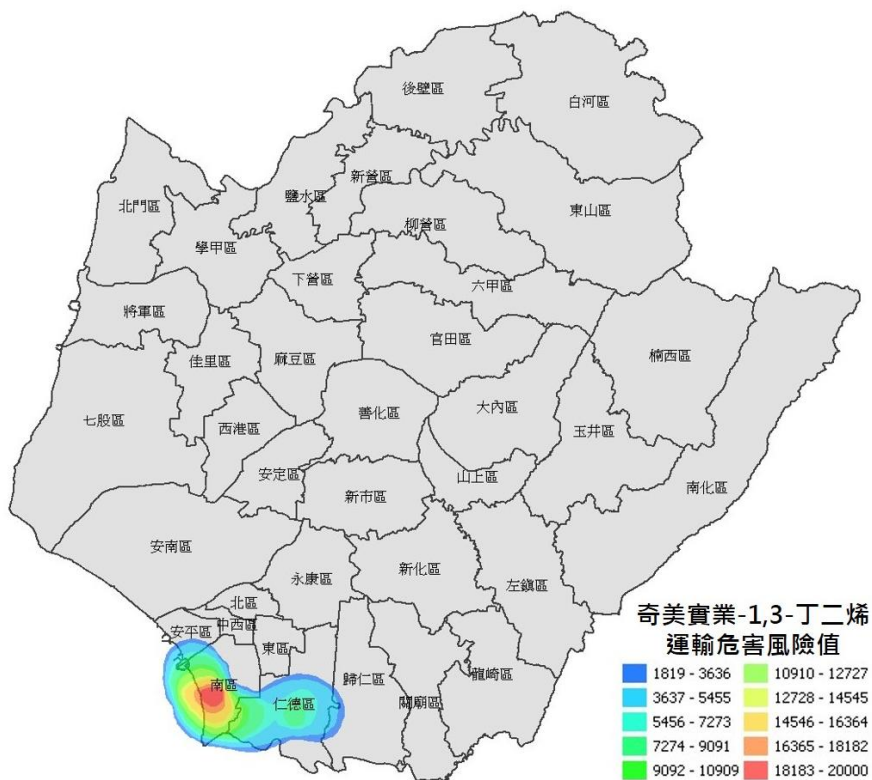 後壁區
白河區
新營區
鹽水區
北門區
東山區
柳營區
學甲區
下營區
六甲區
將軍區
官田區
楠西區
佳里區
麻豆區
七股區
善化區
大內區
西港區
玉井區
安定區
山上區
新市區
南化區
安南區
永康區
新化區
左鎮區
北區
安平區
中西區
東區
歸仁區
龍崎區
南區
仁德區
關廟區
奇美實業-1,3-丁二烯
運輸危害風險值
1819 - 3636
3637 - 5455
5456 - 7273
7274 - 9091
9092 - 10909
10910 - 12727
12728 - 14545
14546 - 16364
16365 - 18182
18183 - 20000